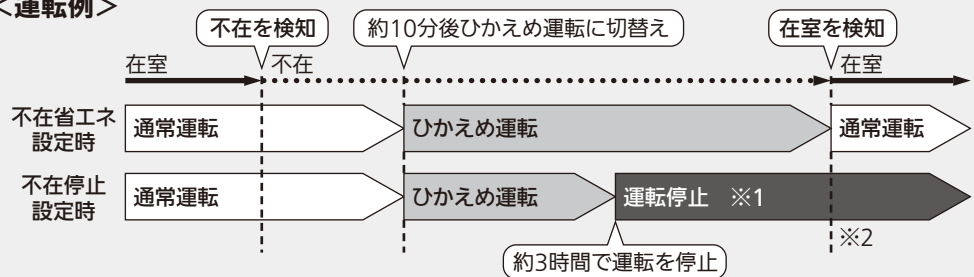 ＜運転例＞
不在を検知
約10分後ひかえめ運転に切替え
在室を検知
在室
不在
在室
不在省エネ
設定時
通常運転
ひかえめ運転
通常運転
不在停止
設定時
通常運転
ひかえめ運転
運転停止　※1
※2
約3時間で運転を停止